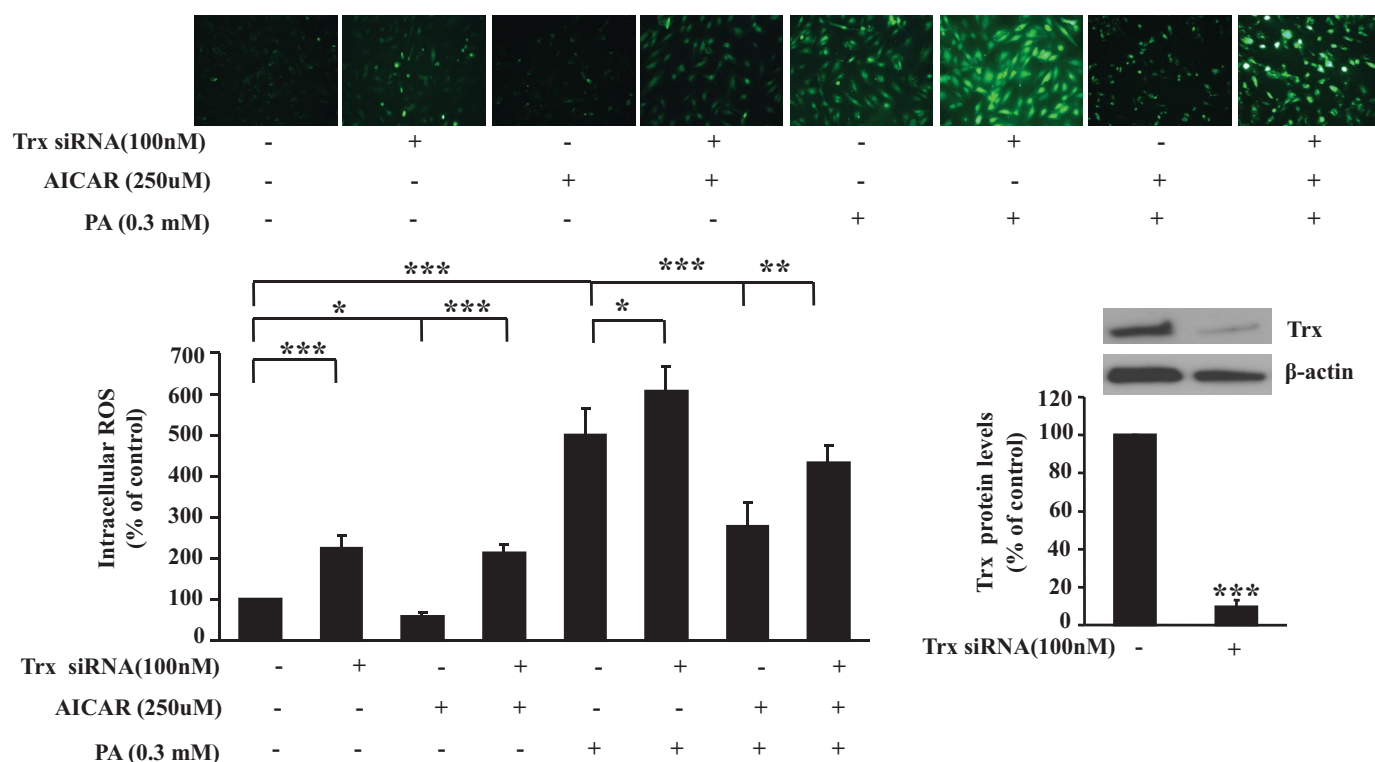 Trx siRNA(100nM) - + - + - + - +
AICAR (250uM) - - + + - - + +
PA (0.3 mM) - - - - + + + +
*** *** **
* *** *
***
Intracellular ROS
(% of control)
700
600
500
400
300
200
100
0
Trx siRNA(100nM) - + - + - + - +
AICAR (250uM) - - + + - - + +
PA (0.3 mM) - - - - + + + +
Trx
β-actin
Trx protein levels
(% of control)
120
100
80
60
40
20
0
***
Trx siRNA(100nM) - +